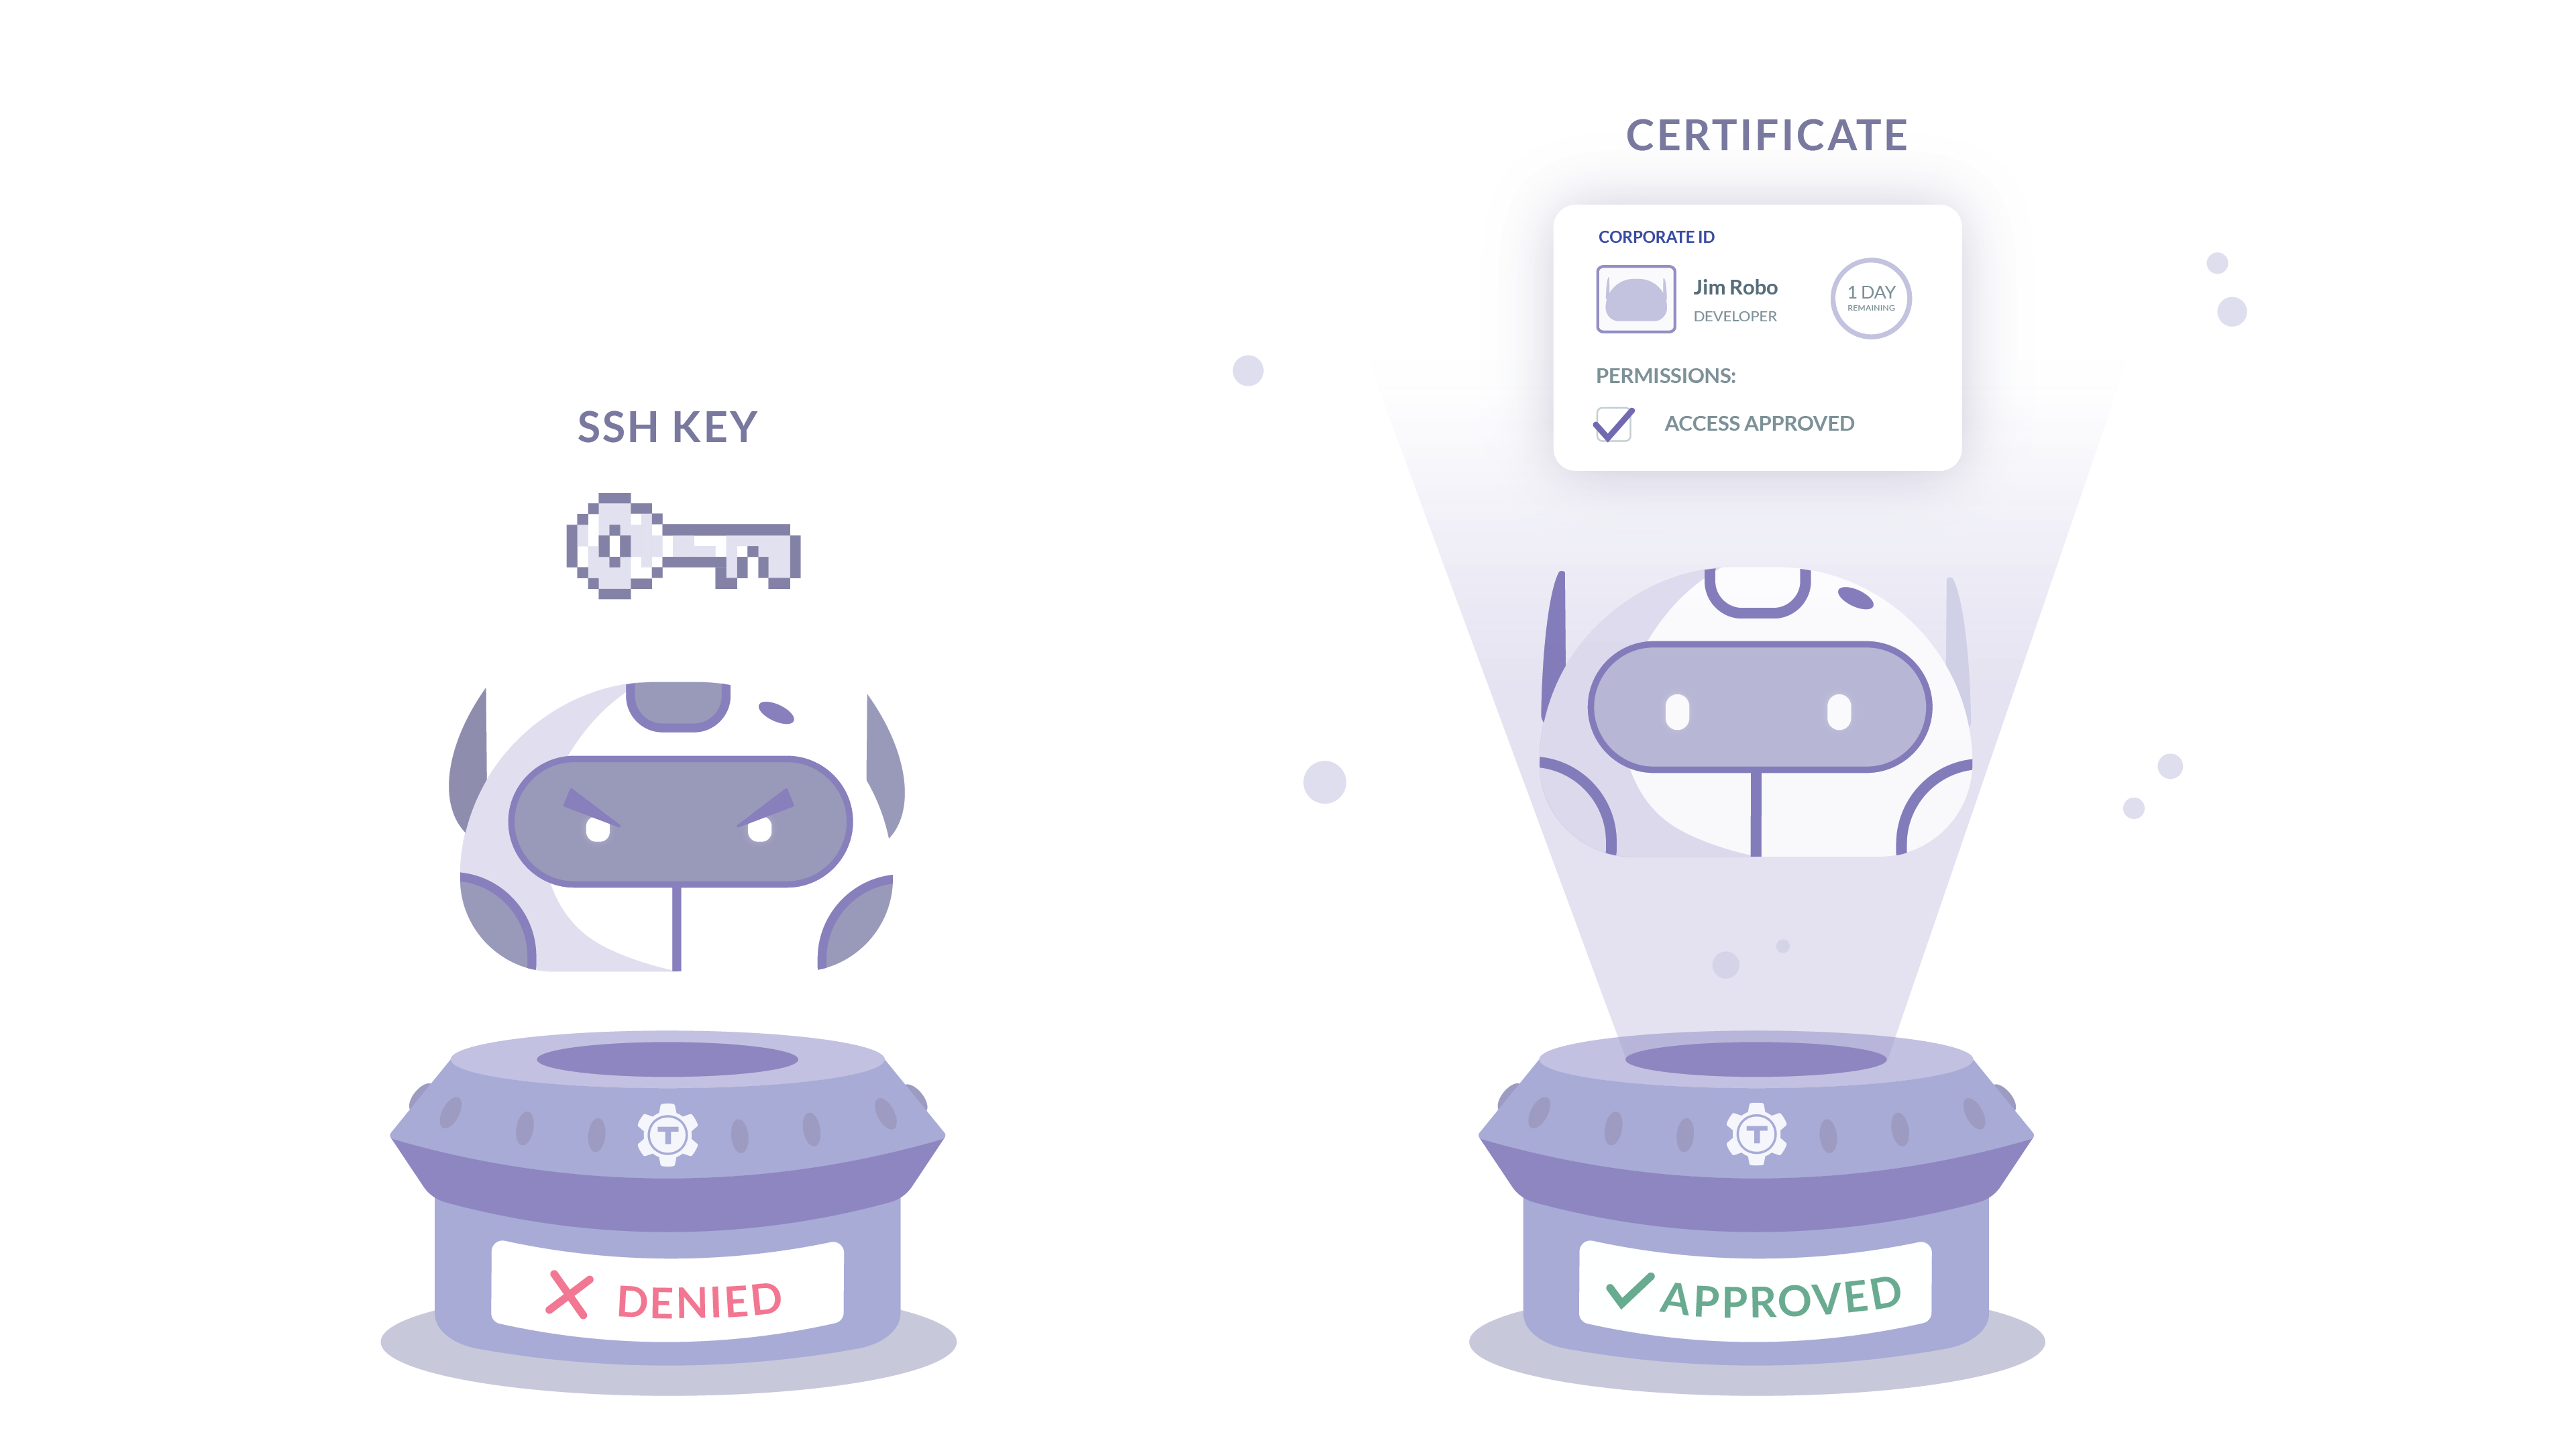 SSH KEY
T
DENIED
CERTIFICATE
CORPORATE ID
Jim Robo
DEVELOPER
1 DAY
REMAINING
PERMISSIONS:
ACCESS APPROVED
T
APPROVED